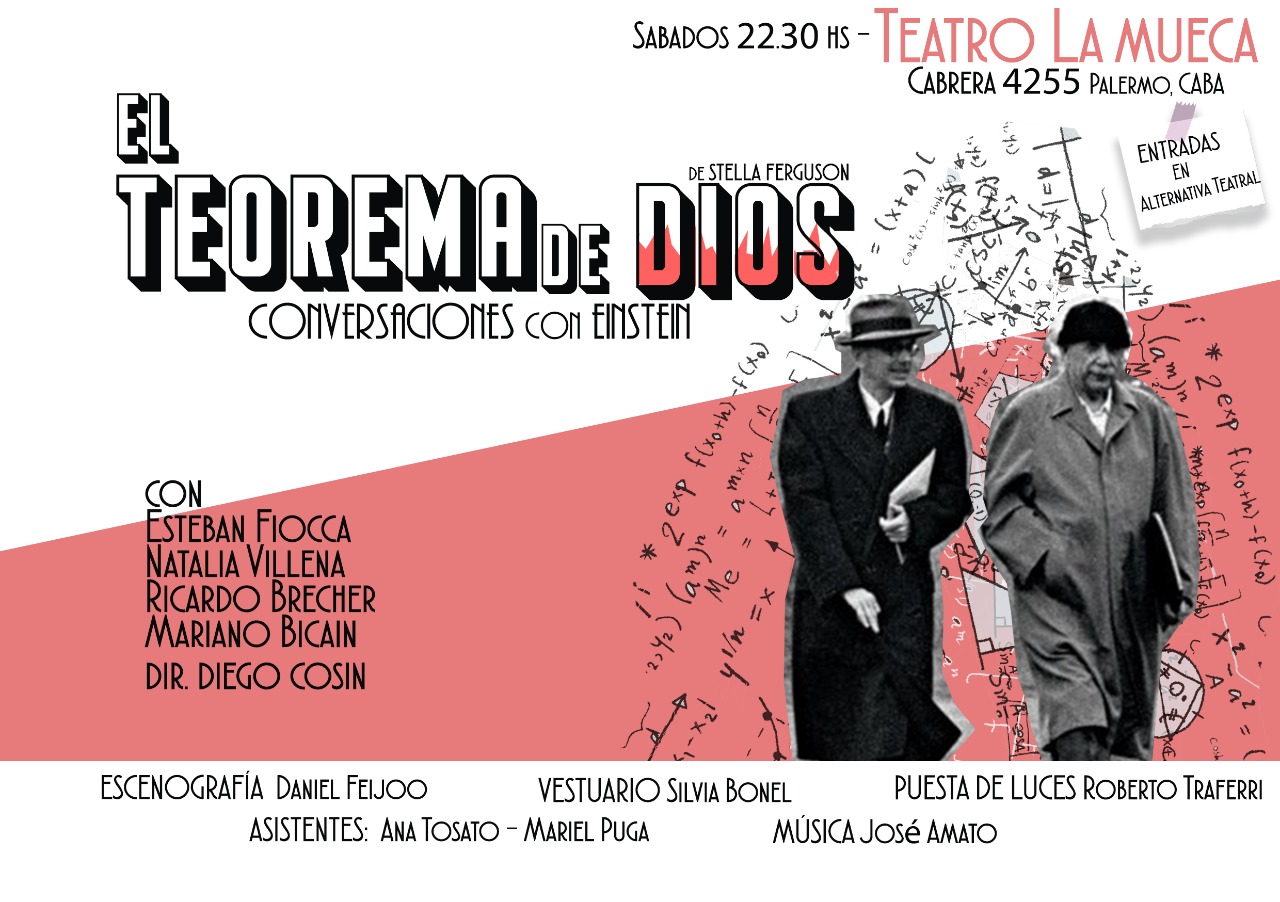 SABADOS 22.30 HS - TEATRO LA MUECA
CABRERA 4255 PALERMO, CABA
ENTRADAS
EN
ALTERNATIVA TEATRAL
EL
TEOREMA DE DIOS
DE STELLA FERGUSON
CONVERSACIONES CON EINSTEIN
CON
ESTEBAN FIOCCA
NATALIA VILLENA
RICARDO BRECHER
MARIANO BICAIN
DIR. DIEGO COSIN
ESCENOGRAFÍA DANIEL FEIJOO
VESTUARIO SILVIA BONEL
PUESTA DE LUCES ROBERTO TRAFERRI
ASISTENTES: ANA TOSATO - MARIEL PUGA
MÚSICA JOSé AMATO